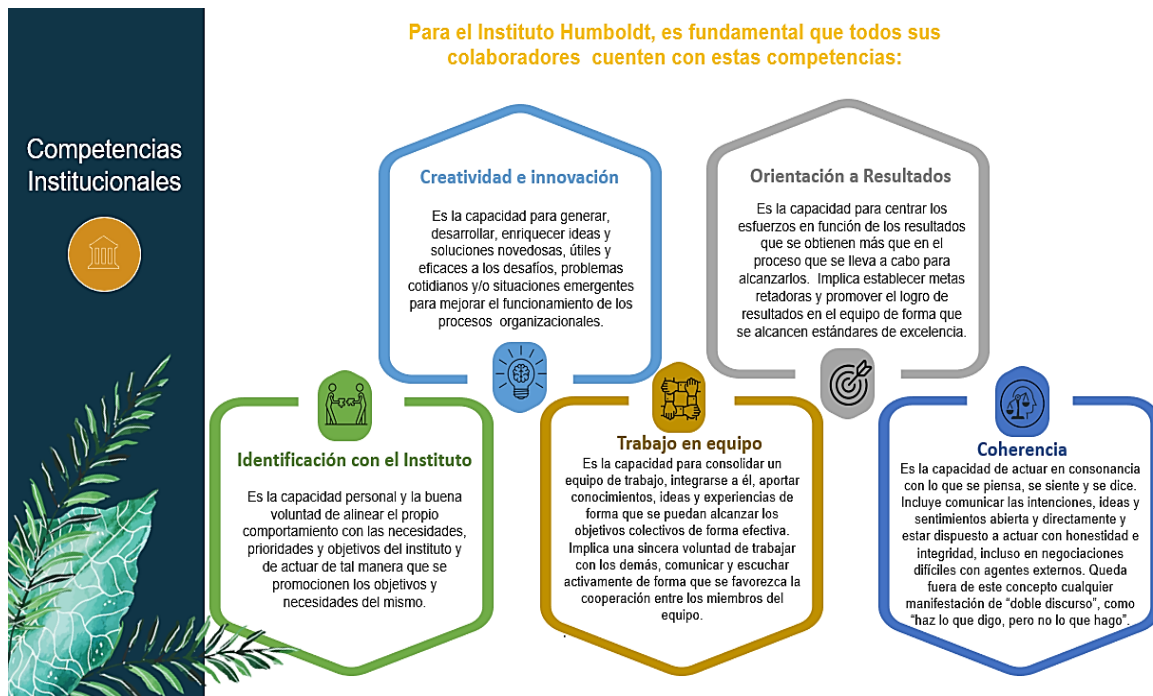 Para el Instituto Humboldt, es fundamental que todos sus
colaboradores cuenten con estas competencias:
Competencias
Institucionales
Creatividad e innovación
Es la capacidad para generar,
desarrollar, enriquecer ideas y
soluciones novedosas, útiles y
eficaces a los desafíos, problemas
cotidianos y/o situaciones emergentes
para mejorar el funcionamiento de los
procesos organizacionales.
Orientación a Resultados
Es la capacidad para centrar los
esfuerzos en función de los resultados
que se obtienen más que en el
proceso que se lleva a cabo para
alcanzarlos. Implica establecer metas
retadoras y promover el logro de
resultados en el equipo de forma que
se alcancen estándares de excelencia.
Identificación con el Instituto
Es la capacidad personal y la buena
voluntad de alinear el propio
comportamiento con las necesidades,
prioridades y objetivos del instituto y
de actuar de tal manera que se
promocionen los objetivos y
necesidades del mismo.
Trabajo en equipo
Es la capacidad para consolidar un
equipo de trabajo, integrarse a él, aportar
conocimientos, ideas y experiencias de
forma que se puedan alcanzar los
objetivos colectivos de forma efectiva.
Implica una sincera voluntad de trabajar
con los demás, comunicar y escuchar
activamente de forma que se favorezca la
cooperación entre los miembros del
equipo.
.
Coherencia
Es la capacidad de actuar en consonancia
con lo que se piensa, se siente y se dice.
Incluye comunicar las intenciones, ideas y
sentimientos abierta y directamente y
estar dispuesto a actuar con honestidad e
integridad, incluso en negociaciones
difíciles con agentes externos. Queda
fuera de este concepto cualquier
manifestación de “doble discurso”, como
“haz lo que digo, pero no lo que hago”.